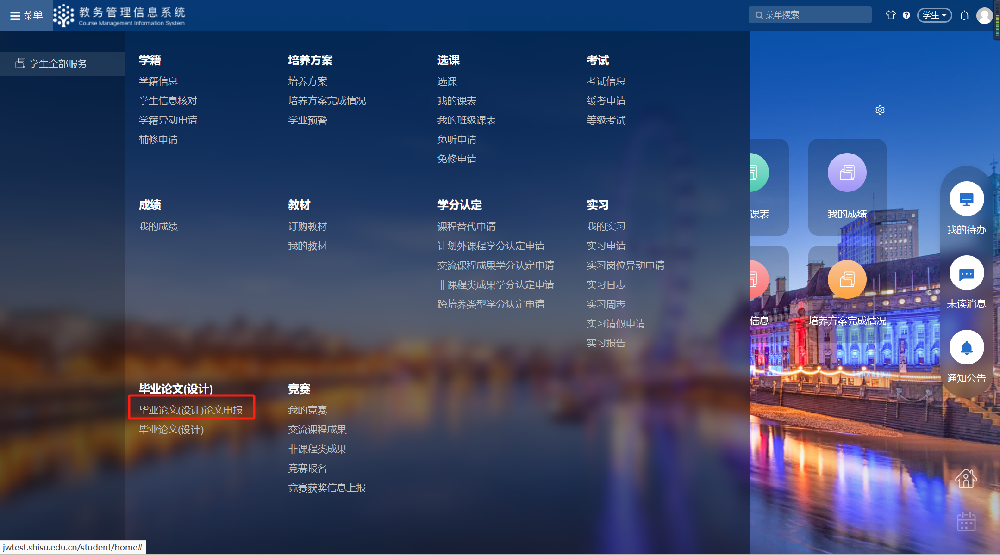 菜单
教务管理信息系统
Course Management Information System
菜单搜索
学生
学生全部服务
学籍
学籍信息
学生信息核对
学籍异动申请
辅修申请
培养方案
培养方案
培养方案完成情况
学业预警
选课
选课
我的课表
我的班级课表
免听申请
免修申请
考试
考试信息
缓考申请
等级考试
成绩
我的成绩
教材
订购教材
我的教材
学分认定
课程替代申请
计划外课程学分认定申请
交流课程成果学分认定申请
非课程类成果学分认定申请
跨培养类型学分认定申请
实习
我的实习
实习申请
实习岗位异动申请
实习日志
实习周志
实习请假申请
实习报告
毕业论文(设计)
毕业论文(设计)论文申报
毕业论文(设计)
竞赛
我的竞赛
交流课程成果
非课程类成果
竞赛报名
竞赛获奖信息上报
课表
我的成绩
信息
培养方案完成情况
我的待办
未读消息
通知公告
jwtest.shisu.edu.cn/student/home#